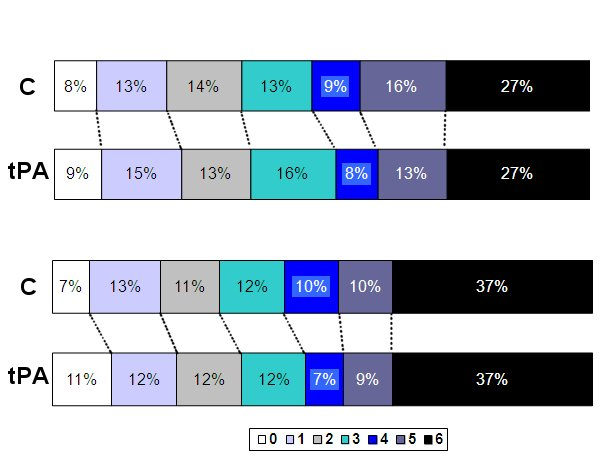 C 8% 13% 14% 13% 9% 16% 27%
tPA 9% 15% 13% 16% 8% 13% 27%
C 7% 13% 11% 12% 10% 10% 37%
tPA 11% 12% 12% 12% 7% 9% 37%
0 1 2 3 4 5 6